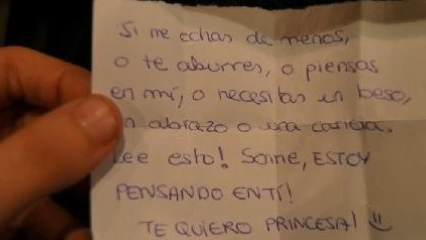 Si me echas de menos,
o te aburres, o piensas
en mí, o necesitas un beso,
un abrazo o una caricia.
Lee esto! Sonríe, ESTOY
PENSANDO EN TÍ!
TE QUIERO PRINCESA! :)